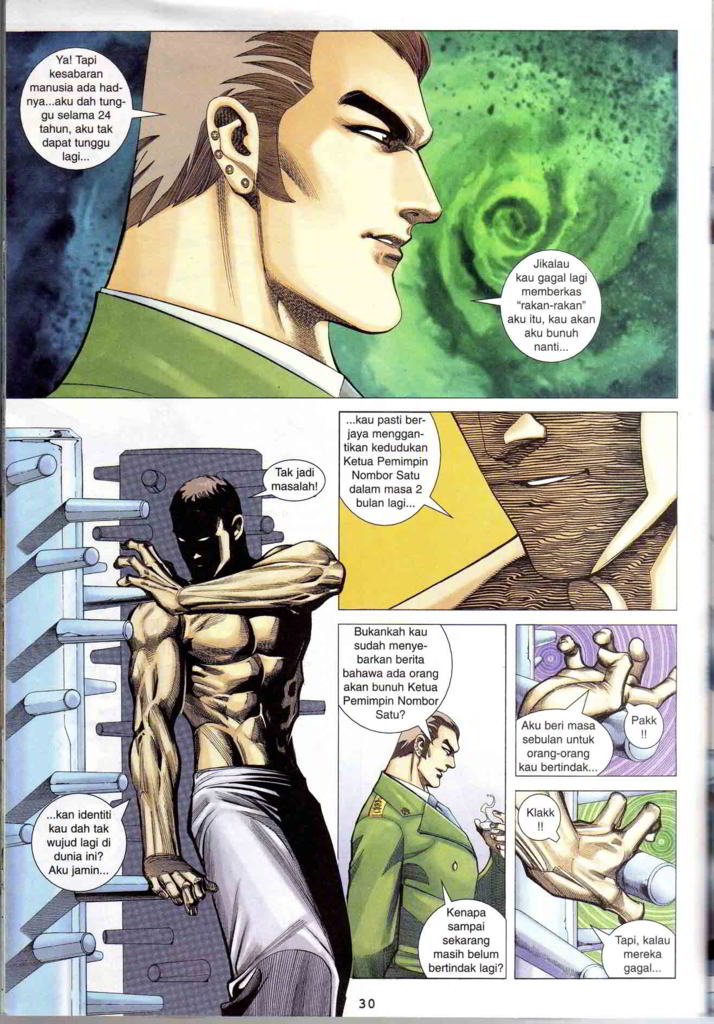 Ya! Tapi
kesabaran
manusia ada had-
nya...aku dah tung-
gu selama 24
tahun, aku tak
dapat tunggu
lagi...
Jikalau
kau gagal lagi
memberkas
"rakan-rakan"
aku itu, kau akan
aku bunuh
nanti...
Tak jadi
masalah!
...kan identiti
kau dah tak
wujud lagi di
dunia ini?
Aku jamin...
...kau pasti ber-
jaya menggan-
tikan kedudukan
Ketua Pemimpin
Nombor Satu
dalam masa 2
bulan lagi...
Bukankah kau
sudah menye-
barkan berita
bahawa ada orang
akan bunuh Ketua
Pemimpin Nombor
Satu?
Kenapa
sampai
sekarang
masih belum
bertindak lagi?
Pakk
!!
Aku beri masa
sebulan untuk
orang-orang
kau bertindak...
Klakk
!!
Tapi, kalau
mereka
gagal...
30